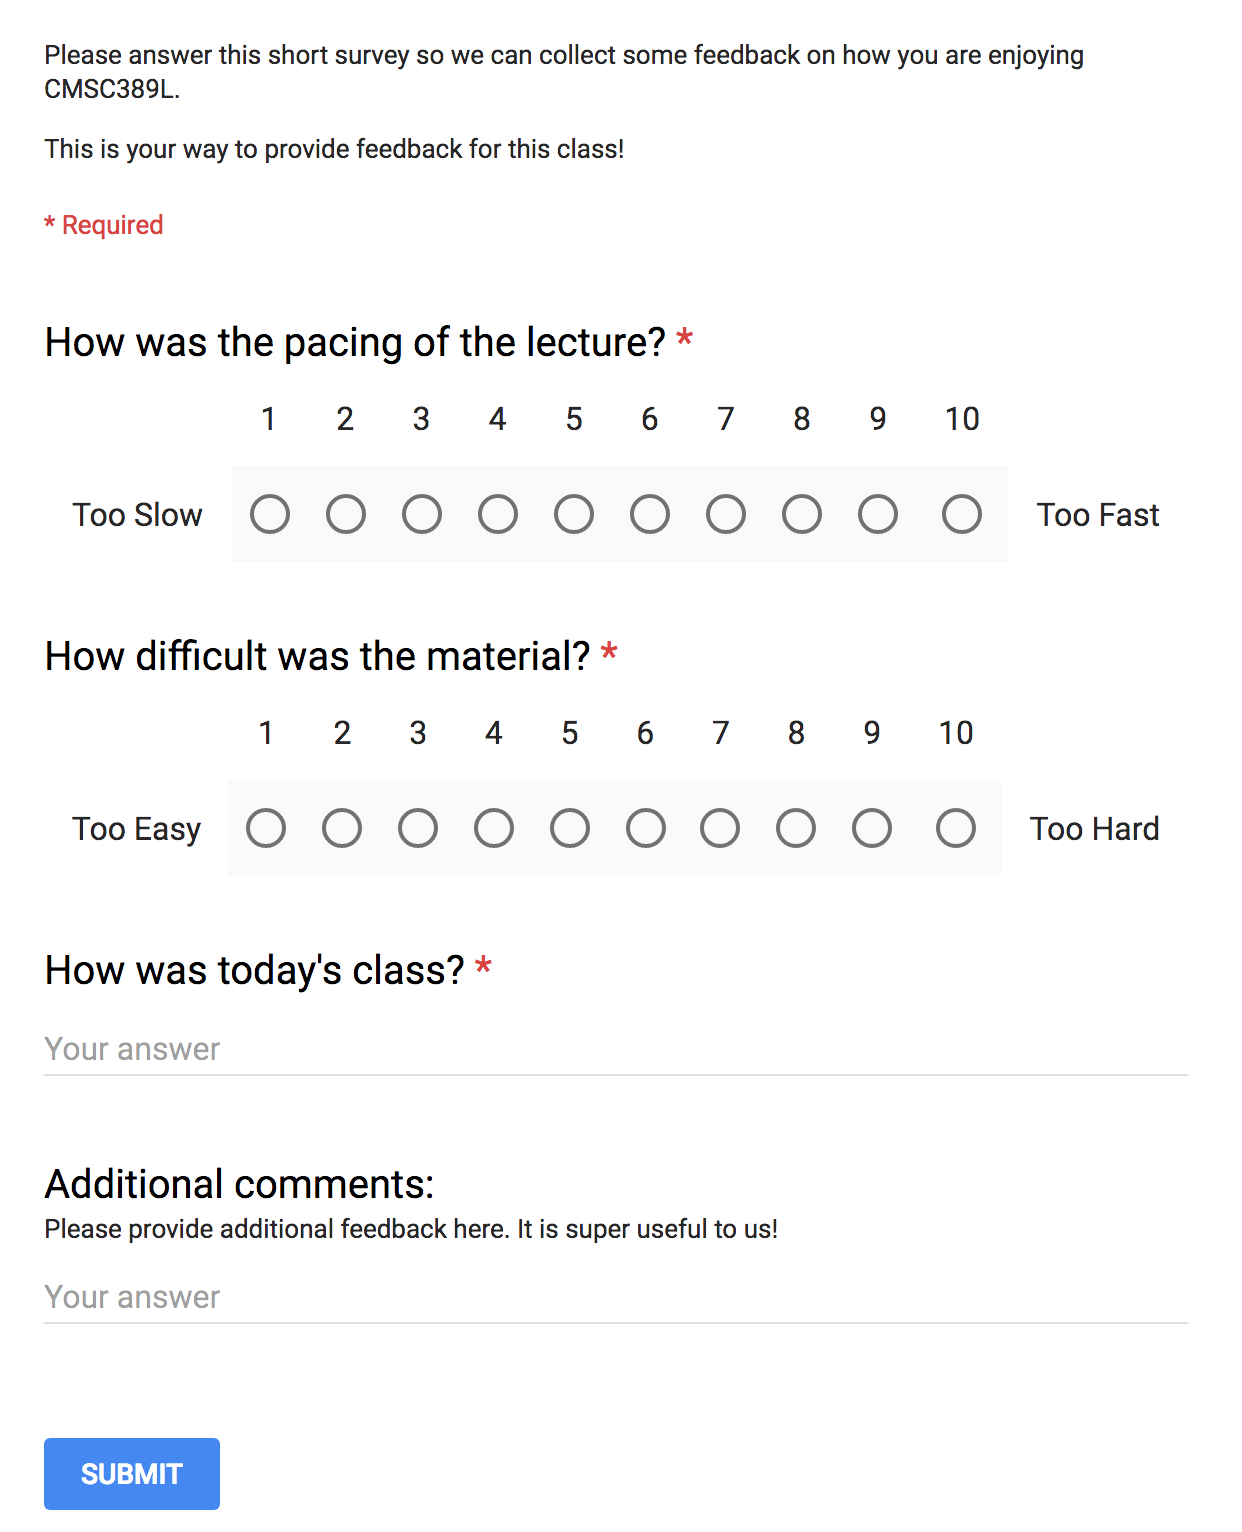 Please answer this short survey so we can collect some feedback on how you are enjoying
CMSC389L.
This is your way to provide feedback for this class!
* Required
How was the pacing of the lecture? *
1 2 3 4 5 6 7 8 9 10
Too Slow Too Fast
How difficult was the material? *
1 2 3 4 5 6 7 8 9 10
Too Easy Too Hard
How was today's class? *
Your answer
Additional comments:
Please provide additional feedback here. It is super useful to us!
Your answer
SUBMIT